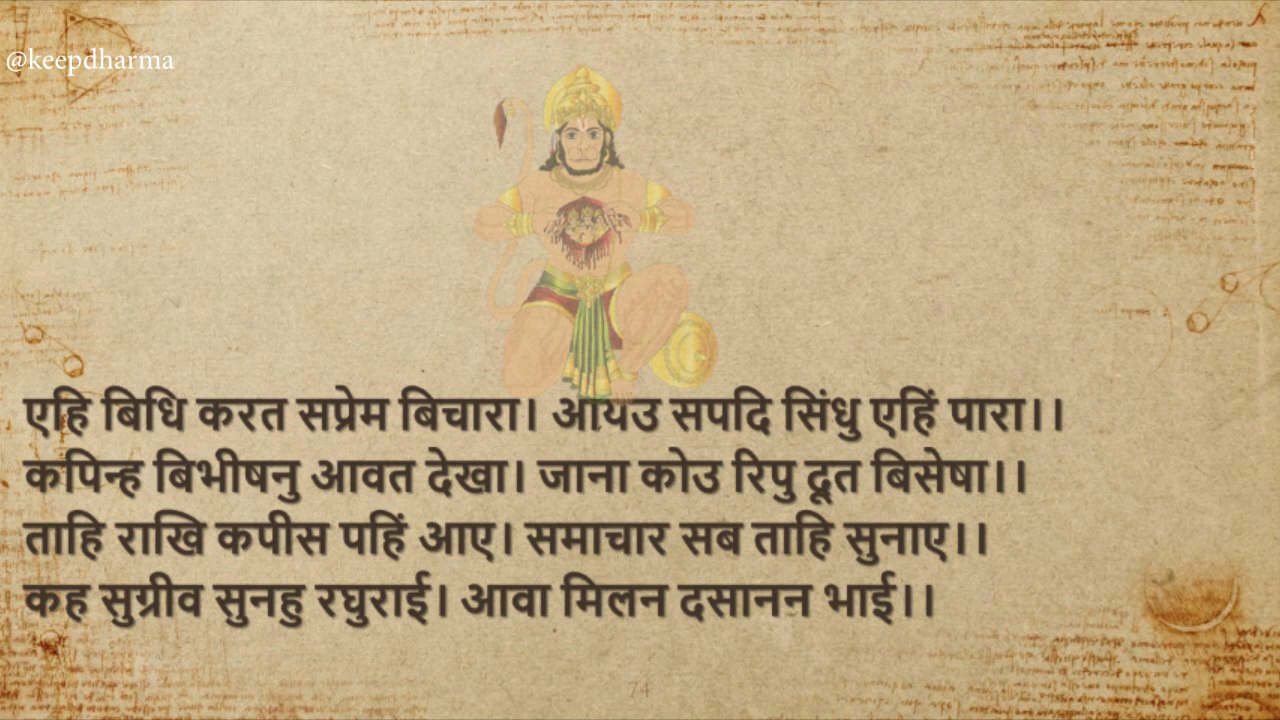 @keepdharma
एहि बिधि करत सप्रेम बिचारा। आयउ सपदि सिंधु एहिं पारा।।
कपिन्ह बिभीषनु आवत देखा। जाना कोउ रिपु दूत बिसेषा।।
ताहि राखि कपीस पहिं आए। समाचार सब ताहि सुनाए।।
कह सुग्रीव सुनहु रघुराई। आवा मिलन दसानन भाई।।
74